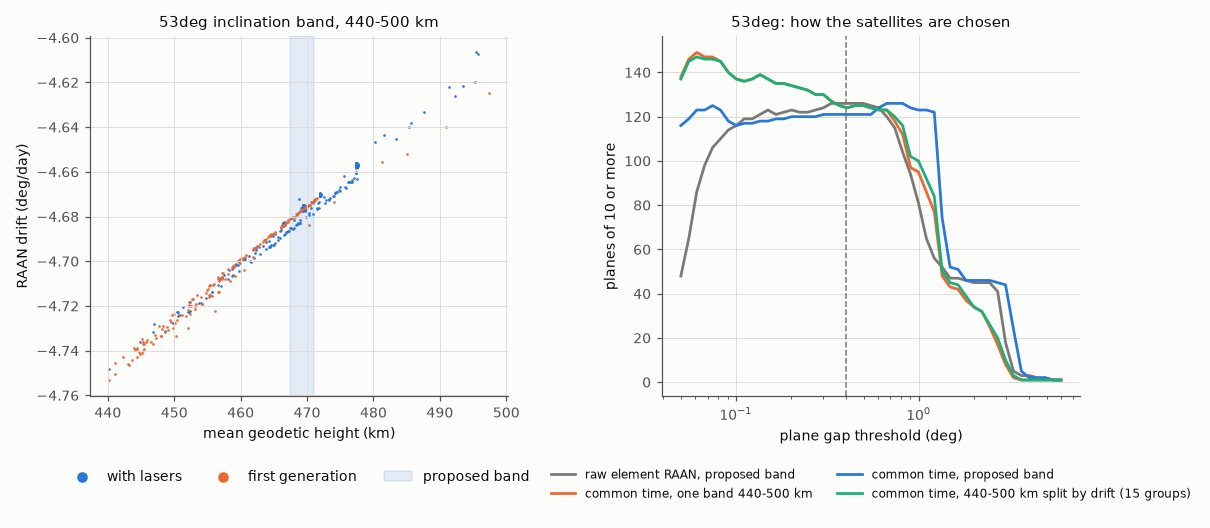 53deg inclination band, 440-500 km
−4.60
−4.62
−4.64
−4.66
−4.68
−4.70
−4.72
−4.74
−4.76
RAAN drift (deg/day)
440
450
460
470
480
490
500
mean geodetic height (km)
53deg: how the satellites are chosen
140
120
100
80
60
40
20
0
planes of 10 or more
10⁻¹
10⁰
plane gap threshold (deg)
with lasers
first generation
proposed band
raw element RAAN, proposed band
common time, one band 440-500 km
common time, proposed band
common time, 440-500 km split by drift (15 groups)